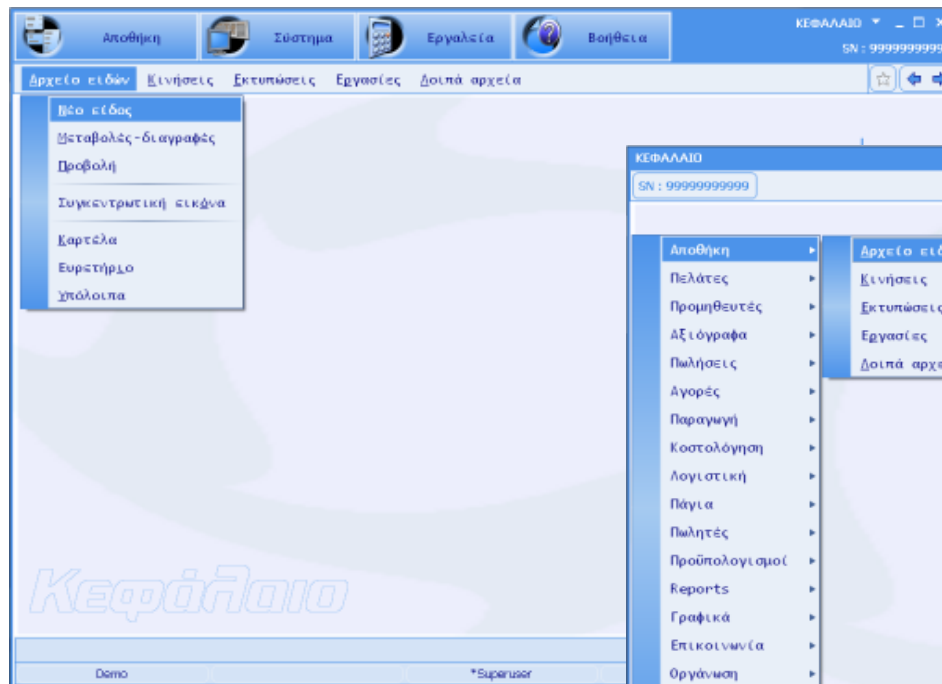 Αποθήκη Σύστημα Εργαλεία Βοήθεια
ΚΕΦΑΛΑΙΟ
SN : 9999999999
Αρχείο ειδών Κινήσεις Εκτυπώσεις Εργασίες Λοιπά αρχεία
Νέο είδος
Μεταβολές-διαγραφές
Προβολή
Συγκεντρωτική εικόνα
Καρτέλα
Ευρετήριο
Υπόλοιπα
ΚΕΦΑΛΑΙΟ
SN : 99999999999
Αποθήκη
Πελάτες
Προμηθευτές
Αξιόγραφα
Πωλήσεις
Αγορές
Παραγωγή
Κοστολόγηση
Λογιστική
Πάγια
Πωλητές
Προϋπολογισμοί
Reports
Γραφικά
Επικοινωνία
Οργάνωση
Αρχείο ειδ
Κινήσεις
Εκτυπώσεις
Εργασίες
Λοιπά αρχε
Κεφάλαιο
Demo *Superuser